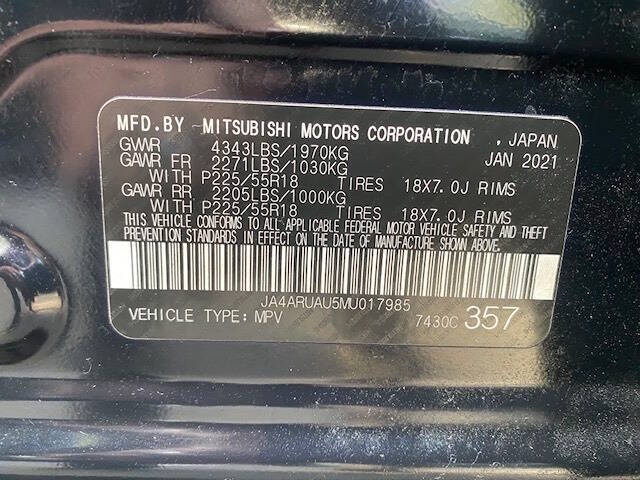 MFD.BY MITSUBISHI MOTORS CORPORATION , JAPAN
GVWR 4343LBS/1970KG JAN 2021
GAWR FR 2271LBS/1030KG
WITH P225/55R18 TIRES 18X7.0J RIMS
GAWR RR 2205LBS/1000KG
WITH P225/55R18 TIRES 18X7.0J RIMS
THIS VEHICLE CONFORMS TO ALL APPLICABLE FEDERAL MOTOR VEHICLE SAFETY AND THEFT
PREVENTION STANDARDS IN EFFECT ON THE DATE OF MANUFACTURE SHOWN ABOVE.
JA4ARUAU5MU017985
VEHICLE TYPE: MPV 7430C 357